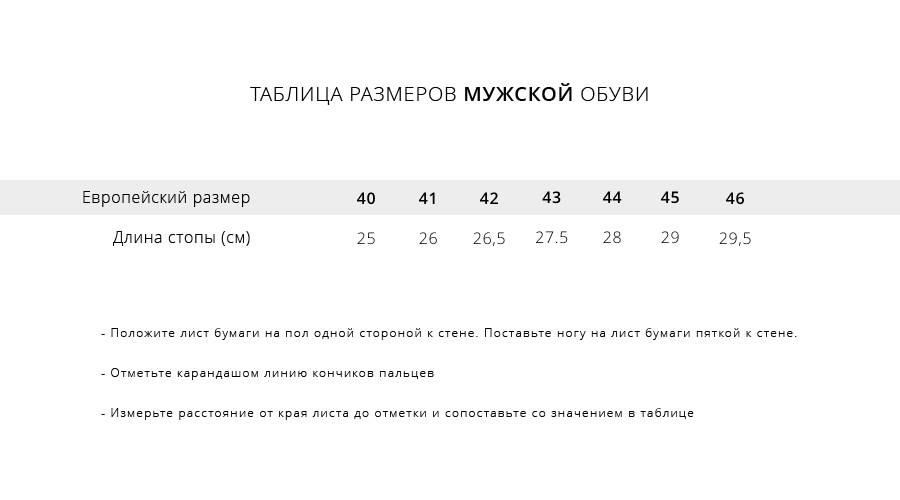 ТАБЛИЦА РАЗМЕРОВ МУЖСКОЙ ОБУВИ
Европейский размер 40 41 42 43 44 45 46
Длина стопы (см) 25 26 26,5 27.5 28 29 29,5
- Положите лист бумаги на пол одной стороной к стене. Поставьте ногу на лист бумаги пяткой к стене.
- Отметьте карандашом линию кончиков пальцев
- Измерьте расстояние от края листа до отметки и сопоставьте со значением в таблице